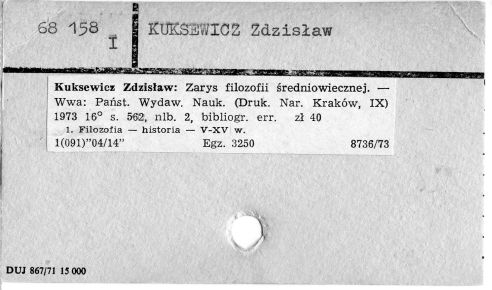 68 158
I
KUKSEWICZ Zdzisław
Kuksewicz Zdzisław: Zarys filozofii średniowiecznej. —
Wwa: Państ. Wydaw. Nauk. (Druk. Nar. Kraków, IX)
1973 16° s. 562, nlb. 2, bibliogr. err. zł 40
1. Filozofia — historia — V-XV w.
1(091)"04/14" Egz. 3250 8736/73
DUJ 867/71 15 000